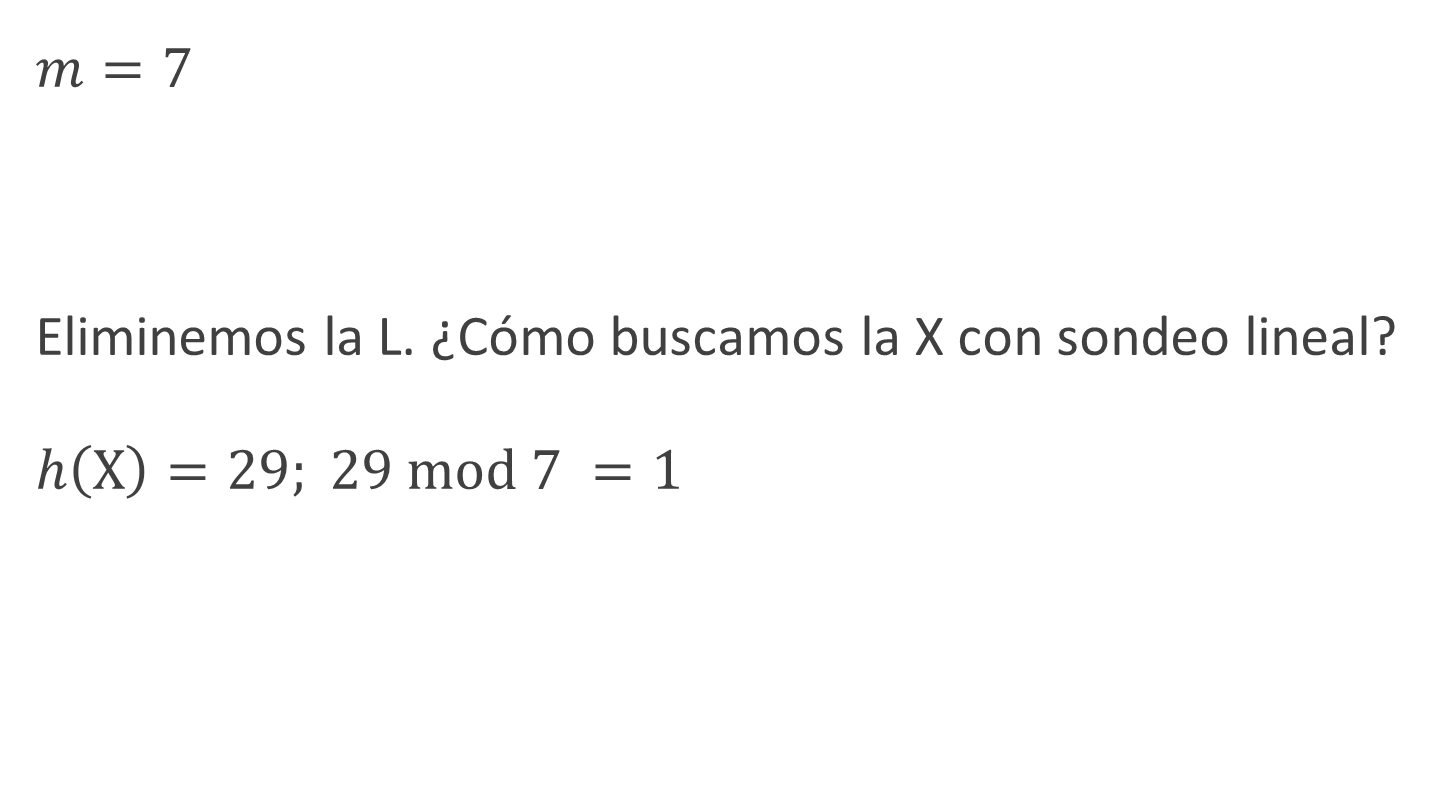 𝑚 = 7
Eliminemos la L. ¿Cómo buscamos la X con sondeo lineal?
ℎ(X) = 29; 29 mod 7 = 1